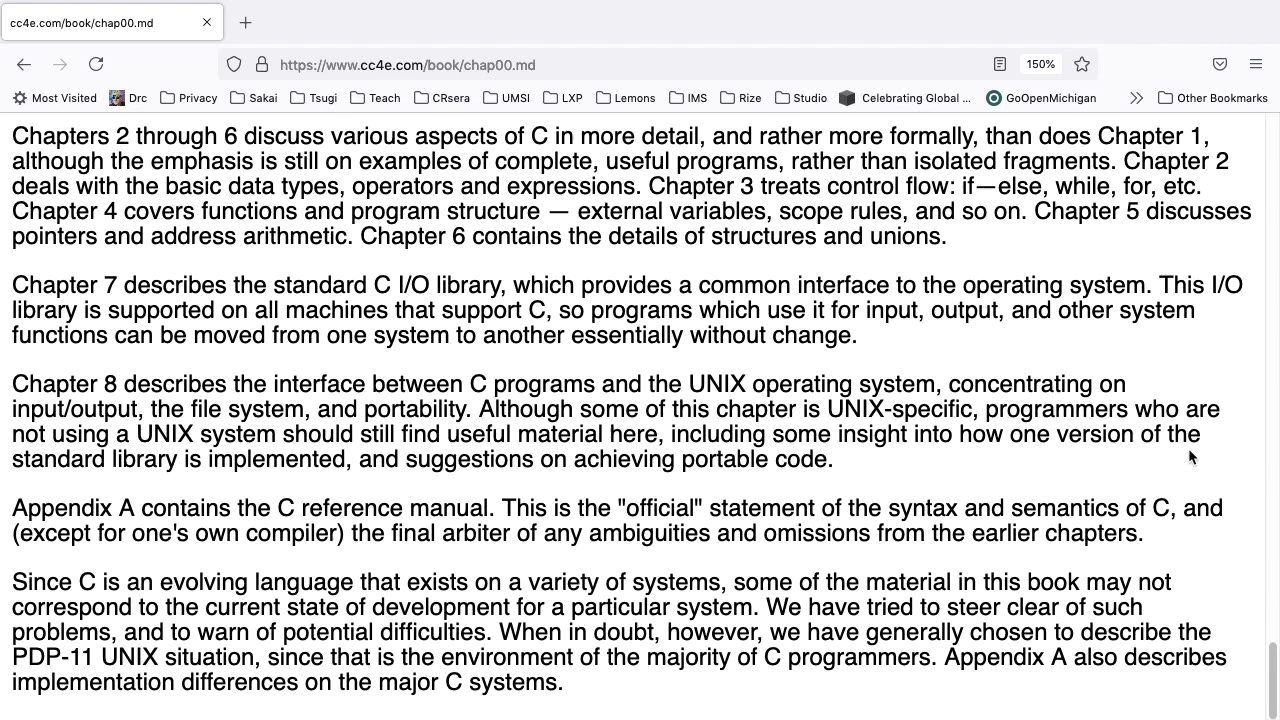 cc4e.com/book/chap00.md
https://www.cc4e.com/book/chap00.md 150%
Most Visited Drc Privacy Sakai Tsugi Teach CRsera UMSI LXP Lemons IMS Rize Studio Celebrating Global ... GoOpenMichigan Other Bookmarks
Chapters 2 through 6 discuss various aspects of C in more detail, and rather more formally, than does Chapter 1,
although the emphasis is still on examples of complete, useful programs, rather than isolated fragments. Chapter 2
deals with the basic data types, operators and expressions. Chapter 3 treats control flow: if—else, while, for, etc.
Chapter 4 covers functions and program structure — external variables, scope rules, and so on. Chapter 5 discusses
pointers and address arithmetic. Chapter 6 contains the details of structures and unions.
Chapter 7 describes the standard C I/O library, which provides a common interface to the operating system. This I/O
library is supported on all machines that support C, so programs which use it for input, output, and other system
functions can be moved from one system to another essentially without change.
Chapter 8 describes the interface between C programs and the UNIX operating system, concentrating on
input/output, the file system, and portability. Although some of this chapter is UNIX-specific, programmers who are
not using a UNIX system should still find useful material here, including some insight into how one version of the
standard library is implemented, and suggestions on achieving portable code.
Appendix A contains the C reference manual. This is the "official" statement of the syntax and semantics of C, and
(except for one's own compiler) the final arbiter of any ambiguities and omissions from the earlier chapters.
Since C is an evolving language that exists on a variety of systems, some of the material in this book may not
correspond to the current state of development for a particular system. We have tried to steer clear of such
problems, and to warn of potential difficulties. When in doubt, however, we have generally chosen to describe the
PDP-11 UNIX situation, since that is the environment of the majority of C programmers. Appendix A also describes
implementation differences on the major C systems.